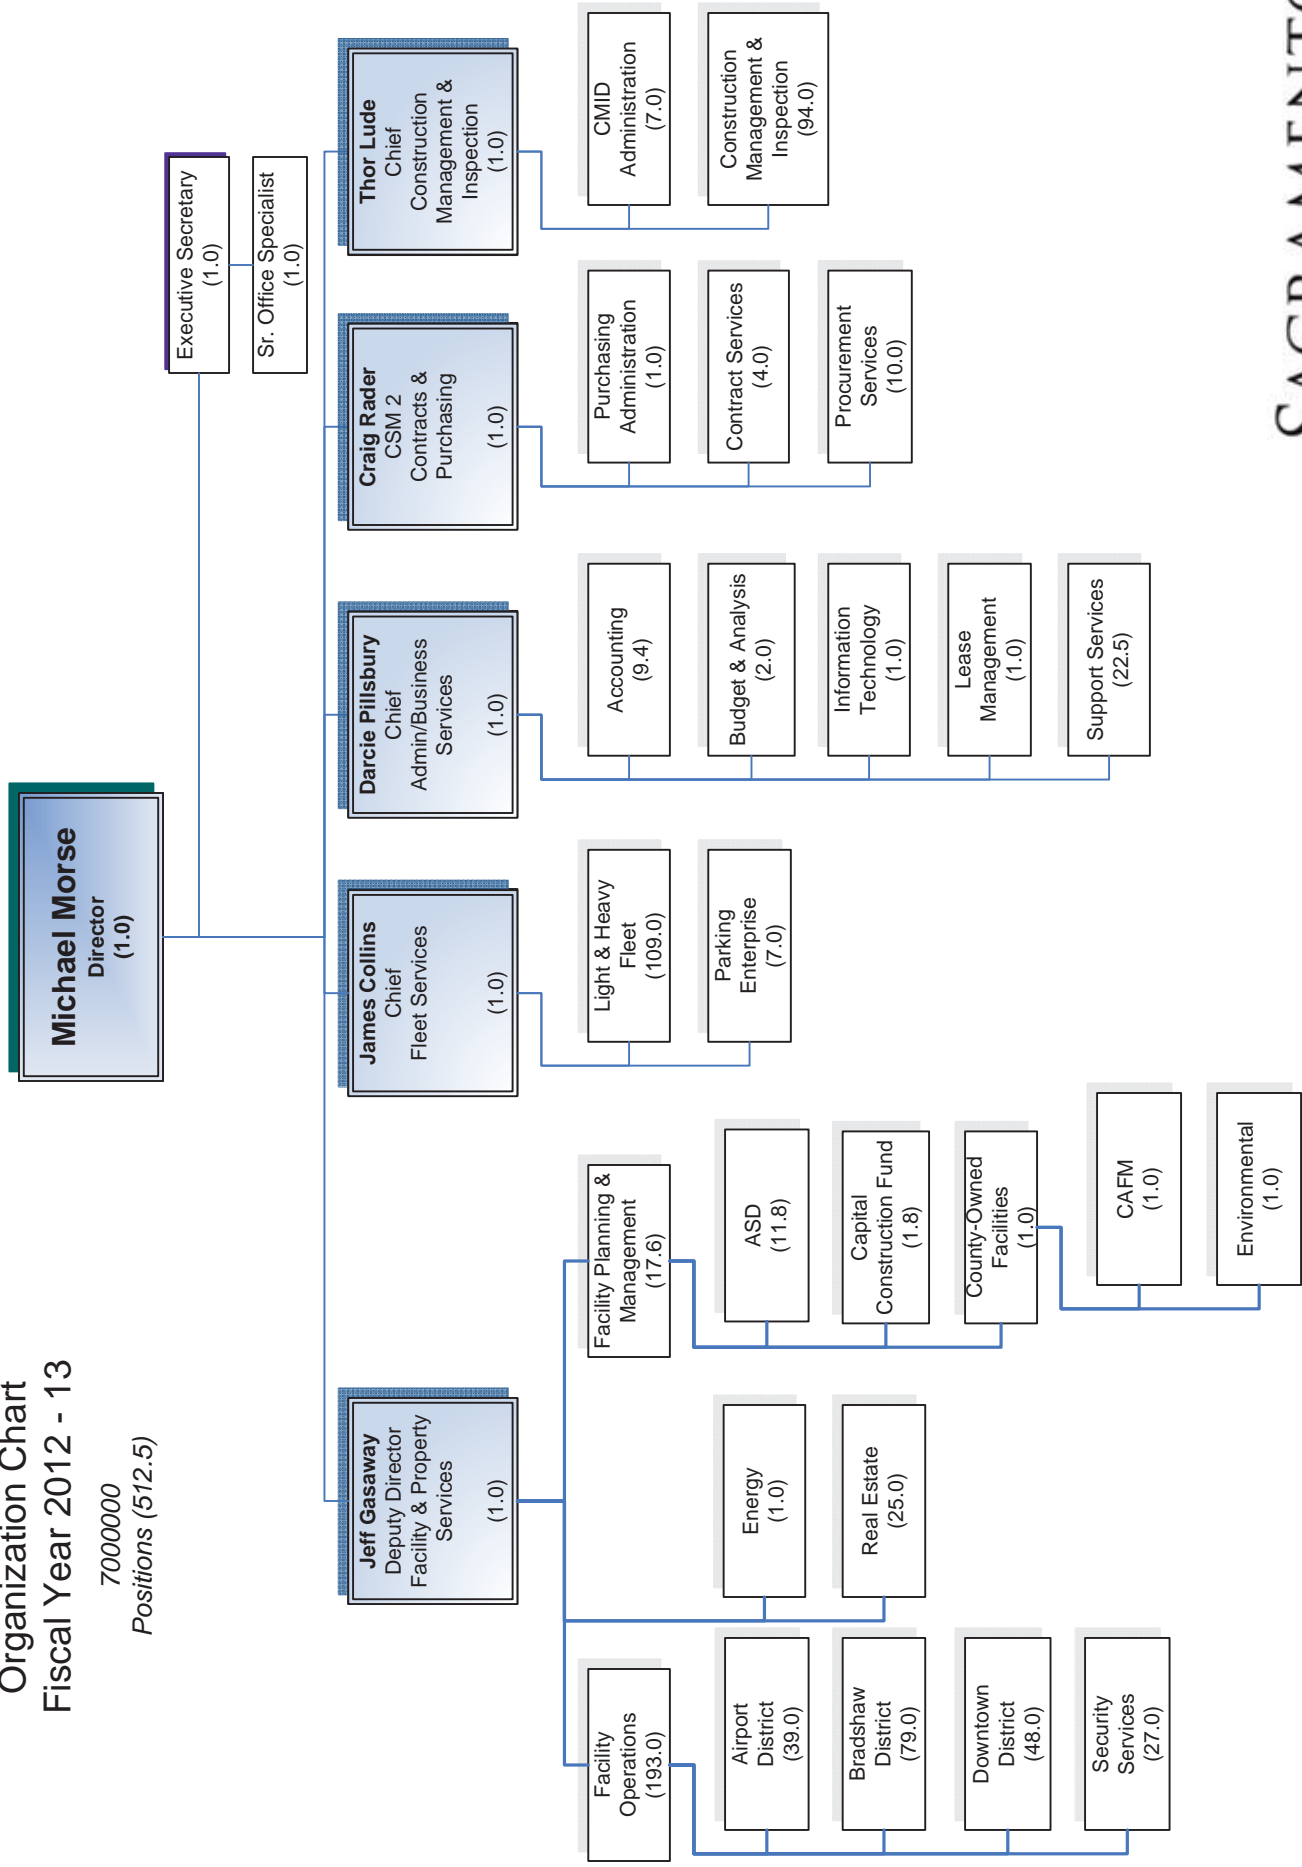 Organization Chart
Fiscal Year 2012 - 13
7000000
Positions (512.5)
Michael Morse
Director
(1.0)
Executive Secretary
(1.0)
Sr. Office Specialist
(1.0)
Jeff Gasaway
Deputy Director
Facility & Property
Services
(1.0)
James Collins
Chief
Fleet Services
(1.0)
Darcie Pillsbury
Chief
Admin/Business
Services
(1.0)
Craig Rader
CSM 2
Contracts &
Purchasing
(1.0)
Thor Lude
Chief
Construction
Management &
Inspection
(1.0)
Facility
Operations
(193.0)
Airport
District
(39.0)
Bradshaw
District
(79.0)
Downtown
District
(48.0)
Security
Services
(27.0)
Energy
(1.0)
Real Estate
(25.0)
Facility Planning &
Management
(17.6)
ASD
(11.8)
Capital
Construction Fund
(1.8)
County-Owned
Facilities
(1.0)
CAFM
(1.0)
Environmental
(1.0)
Light & Heavy
Fleet
(109.0)
Parking
Enterprise
(7.0)
Accounting
(9.4)
Budget & Analysis
(2.0)
Information
Technology
(1.0)
Lease
Management
(1.0)
Support Services
(22.5)
Purchasing
Administration
(1.0)
Contract Services
(4.0)
Procurement
Services
(10.0)
CMID
Administration
(7.0)
Construction
Management &
Inspection
(94.0)